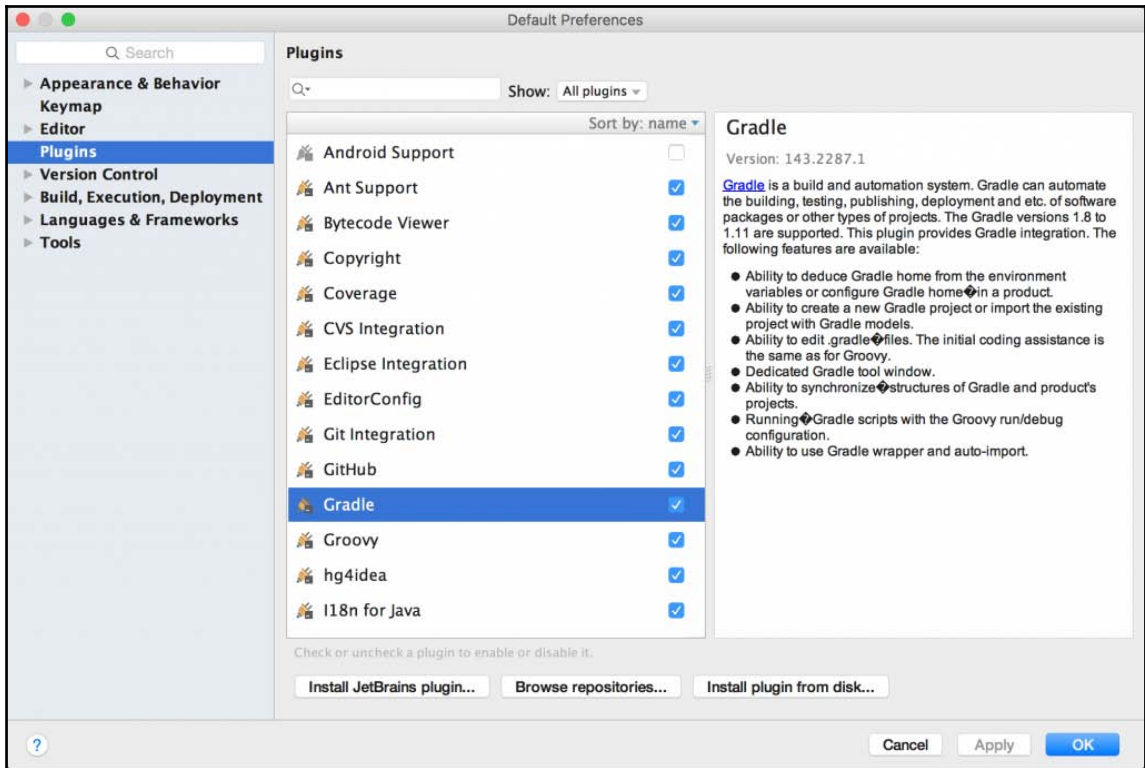 Default Preferences
Search
Appearance & Behavior
Keymap
Editor
Plugins
Version Control
Build, Execution, Deployment
Languages & Frameworks
Tools
Plugins
Show: All plugins
Sort by: name
Android Support
Ant Support
Bytecode Viewer
Copyright
Coverage
CVS Integration
Eclipse Integration
EditorConfig
Git Integration
GitHub
Gradle
Groovy
hg4idea
I18n for Java
Gradle
Version: 143.2287.1
Gradle is a build and automation system. Gradle can automate
the building, testing, publishing, deployment and etc. of software
packages or other types of projects. The Gradle versions 1.8 to
1.11 are supported. This plugin provides Gradle integration. The
following features are available:
● Ability to deduce Gradle home from the environment
variables or configure Gradle home�in a product.
● Ability to create a new Gradle project or import the existing
project with Gradle models.
● Ability to edit .gradle�files. The initial coding assistance is
the same as for Groovy.
● Dedicated Gradle tool window.
● Ability to synchronize�structures of Gradle and product's
projects.
● Running�Gradle scripts with the Groovy run/debug
configuration.
● Ability to use Gradle wrapper and auto-import.
Check or uncheck a plugin to enable or disable it.
Install JetBrains plugin... Browse repositories... Install plugin from disk...
? Cancel Apply OK